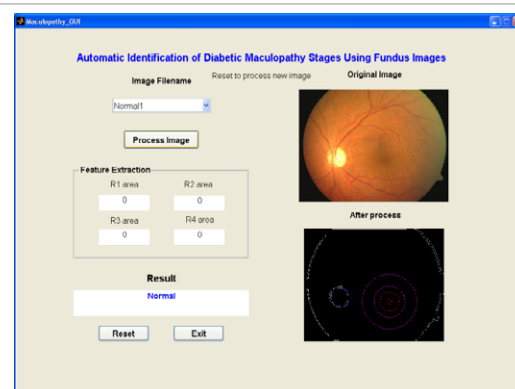 Maculopathy_GUI
Automatic Identification of Diabetic Maculopathy Stages Using Fundus Images
Image Filename
Reset to process new image
Original Image
Normal1
Process Image
Feature Extraction
R1 area
R2 area
0
0
R3 area
R4 area
0
0
After process
Result
Normal
Reset
Exit